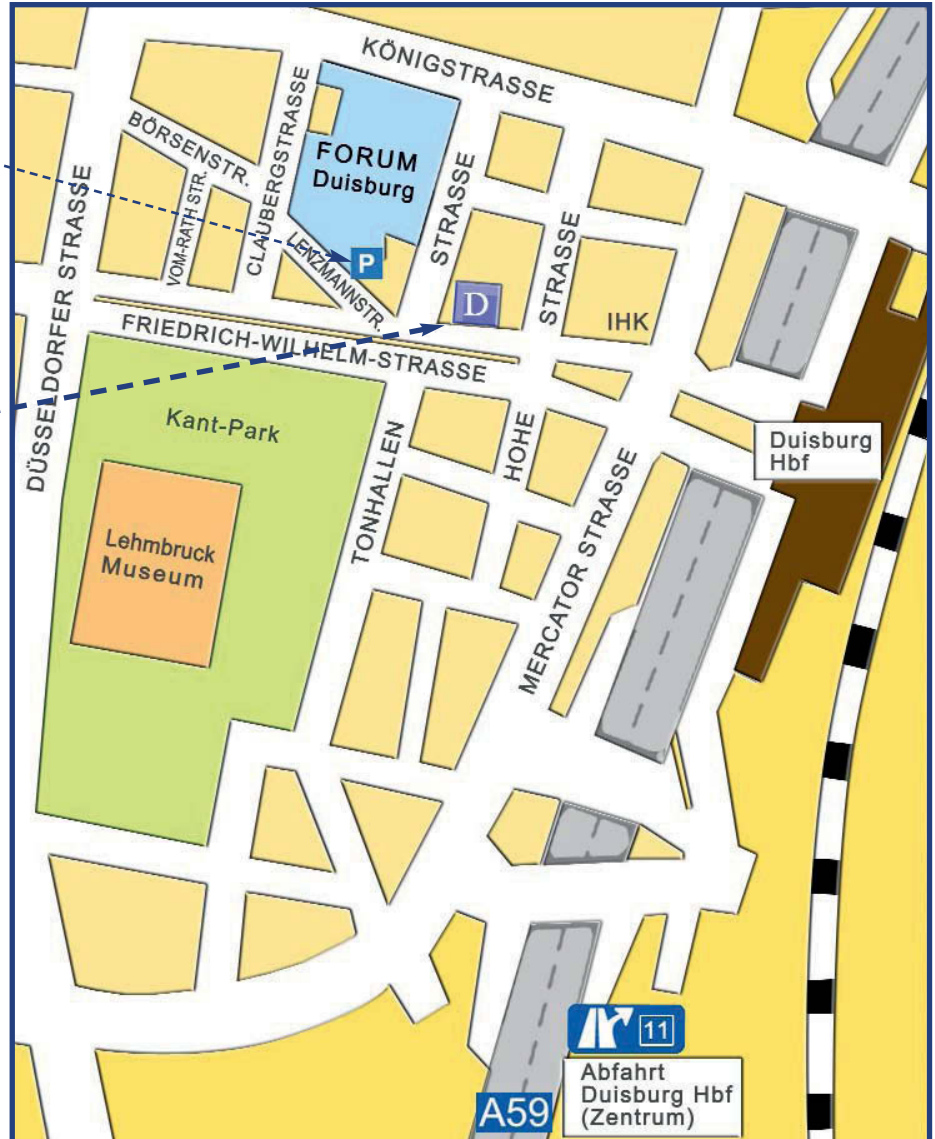 KÖNIGSTRASSE
BÖRSENSTR.
CLAUBERGSTRASSE
FORUM
Duisburg
VOM-RATH STR.
DÜSSELDORFER STRASSE
LENZMANNSTR.
P
STRASSE
STRASSE
D
IHK
FRIEDRICH-WILHELM-STRASSE
Kant-Park
TONHALLEN
HOHE
MERCATOR STRASSE
Duisburg
Hbf
Lehmbruck
Museum
11
Abfahrt
Duisburg Hbf
(Zentrum)
A59